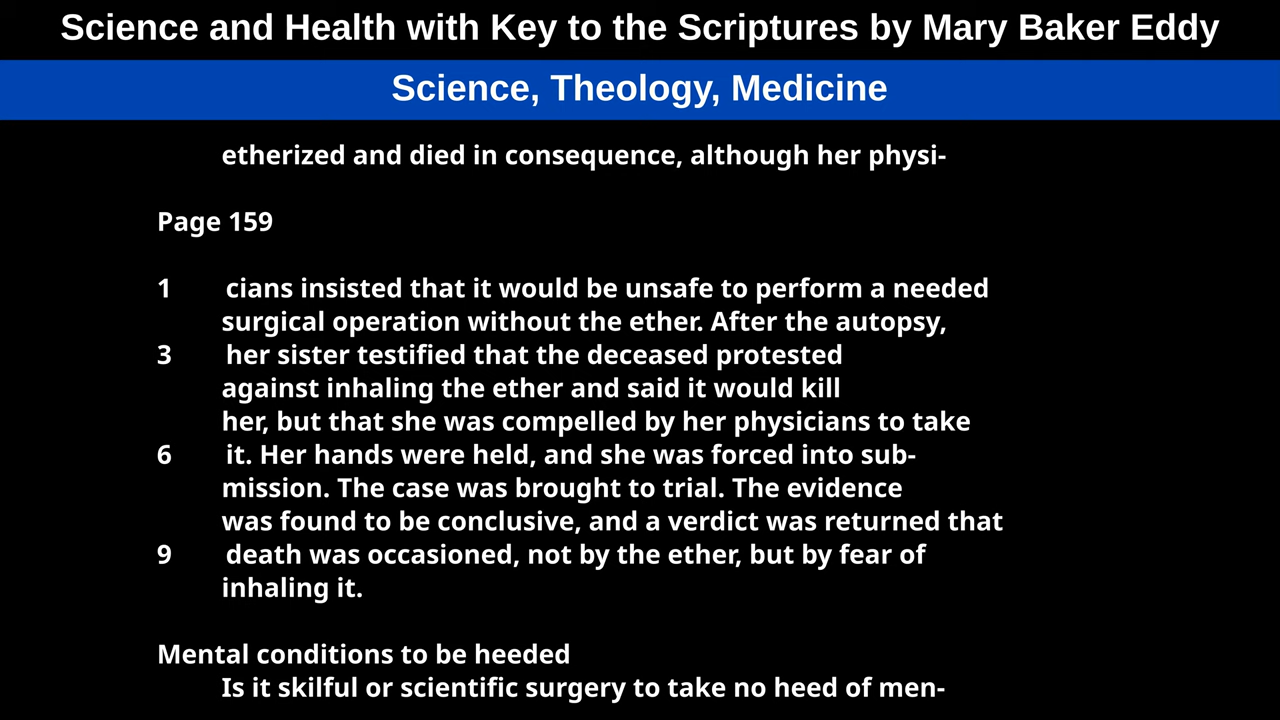 Science and Health with Key to the Scriptures by Mary Baker Eddy
Science, Theology, Medicine
etherized and died in consequence, although her physi-
Page 159
1 cians insisted that it would be unsafe to perform a needed
surgical operation without the ether. After the autopsy,
3 her sister testified that the deceased protested
against inhaling the ether and said it would kill
her, but that she was compelled by her physicians to take
6 it. Her hands were held, and she was forced into sub-
mission. The case was brought to trial. The evidence
was found to be conclusive, and a verdict was returned that
9 death was occasioned, not by the ether, but by fear of
inhaling it.
Mental conditions to be heeded
Is it skilful or scientific surgery to take no heed of men-